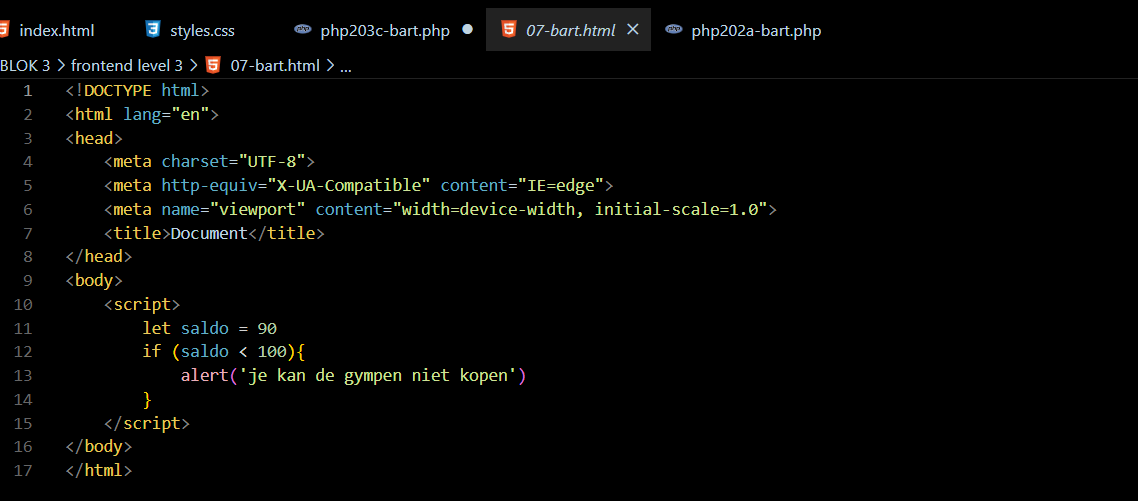 index.html styles.css php203c-bart.php 07-bart.html php202a-bart.php
BLOK 3 > frontend level 3 > 07-bart.html > ...
1 <!DOCTYPE html>
2 <html lang="en">
3 <head>
4     <meta charset="UTF-8">
5     <meta http-equiv="X-UA-Compatible" content="IE=edge">
6     <meta name="viewport" content="width=device-width, initial-scale=1.0">
7     <title>Document</title>
8 </head>
9 <body>
10     <script>
11         let saldo = 90
12         if (saldo < 100){
13             alert('je kan de gympen niet kopen')
14         }
15     </script>
16 </body>
17 </html>